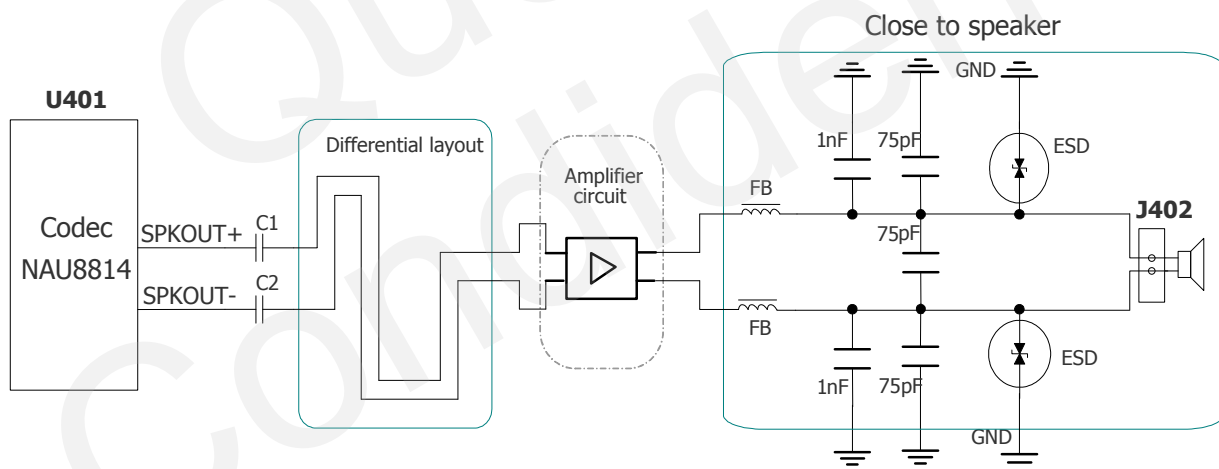 Close to speaker
U401
Codec
NAU8814
SPKOUT+
SPKOUT-
C1
C2
Differential layout
Amplifier
circuit
FB
FB
1nF
75pF
GND
ESD
75pF
J402
1nF
75pF
ESD
GND